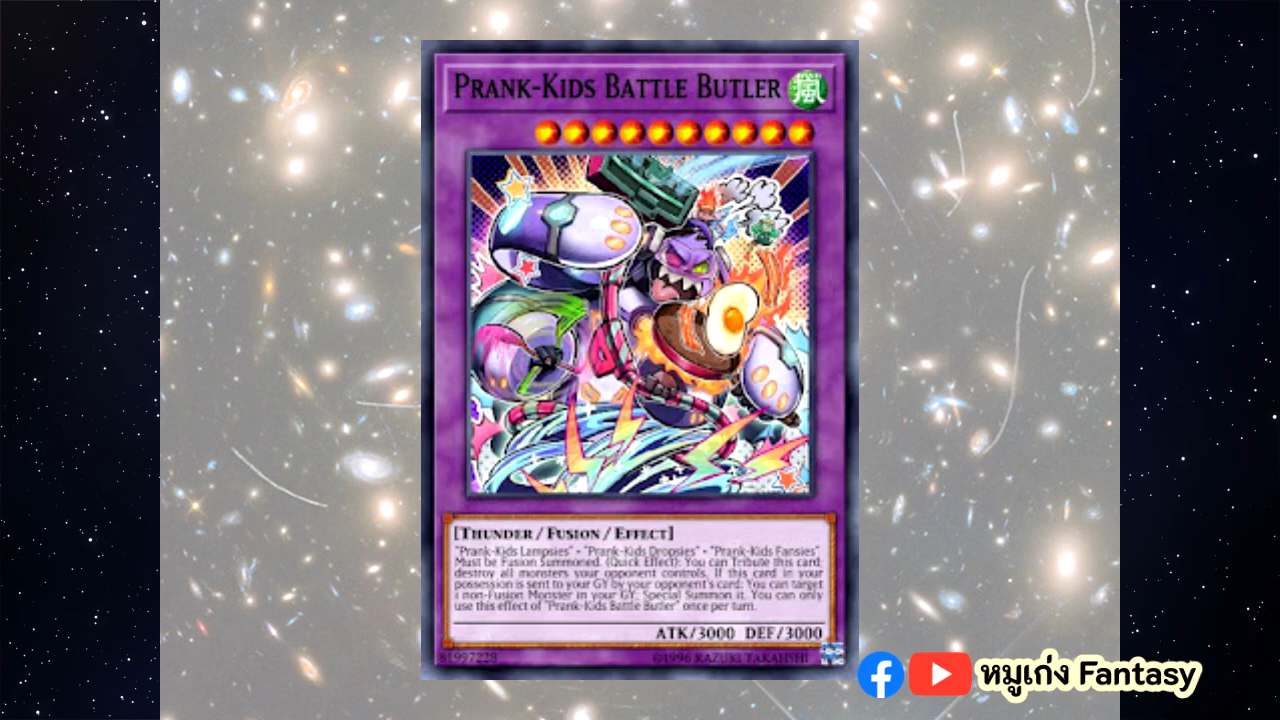 PRANK-KIDS BATTLE BUTLER
風
[THUNDER / FUSION / EFFECT]
"Prank-Kids Lampsies" + "Prank-Kids Dropsies" + "Prank-Kids Fansies"
Must be Fusion Summoned. (Quick Effect): You can Tribute this card;
destroy all monsters your opponent controls. If this card in your
possession is sent to your GY by your opponent's card: You can target
1 non-Fusion Monster in your GY; Special Summon it. You can only
use this effect of "Prank-Kids Battle Butler" once per turn.
ATK/3000 DEF/3000
81997228
©1996 KAZUKI TAKAHSHI
หมูเก่ง Fantasy